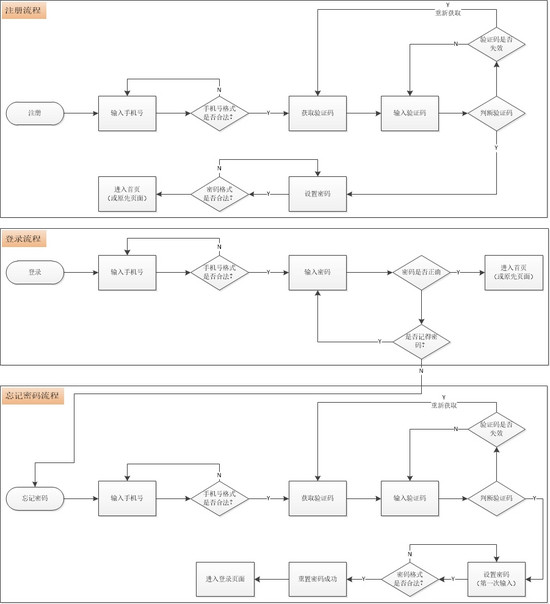 注册流程
Y
重新获取
验证码是否
失效
N
N
注册
输入手机号
手机号格式
是否合法?
Y
获取验证码
输入验证码
判断验证码
Y
N
进入首页
(或原先页面)
密码格式
是否合法?
Y
设置密码
登录流程
N
登录
输入手机号
手机号格式
是否合法?
Y
输入密码
密码是否正确
Y
进入首页
(或原先页面)
Y
是否记得密
码?
N
忘记密码流程
Y
重新获取
验证码是否
失效
N
N
忘记密码
输入手机号
手机号格式
是否合法?
Y
获取验证码
输入验证码
判断验证码
Y
N
进入登录页面
重置密码成功
Y
密码格式
是否合法?
Y
设置密码
(第一次输入)